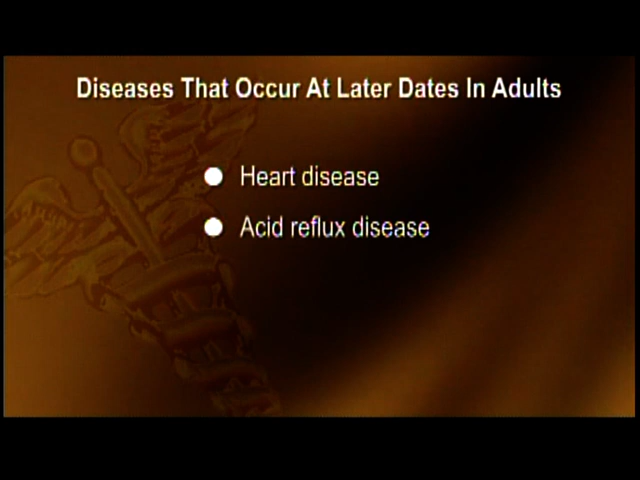 Diseases That Occur At Later Dates In Adults
Heart disease
Acid reflux disease